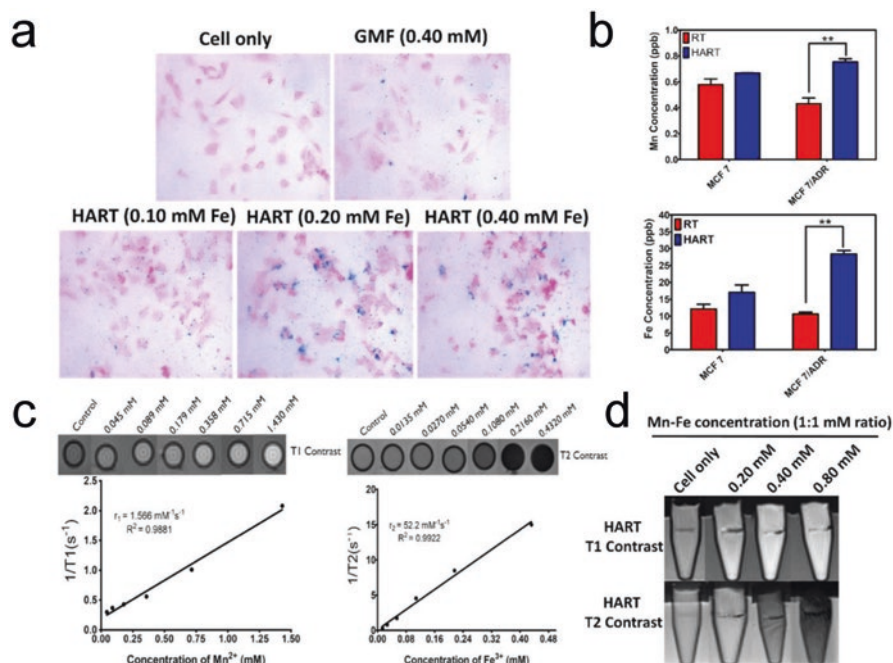 a
Cell only
GMF (0.40 mM)
HART (0.10 mM Fe)
HART (0.20 mM Fe)
HART (0.40 mM Fe)
b
Mn Concentration (ppb)
1.0
0.8
0.6
0.4
0.2
0.0
RT
HART
**
MCF 7
MCF 7/ADR
Fe Concentration (ppb)
35
30
25
20
15
10
5
0
RT
HART
**
MCF 7
MCF 7/ADR
c
Control
0.045 mM
0.089 mM
0.179 mM
0.358 mM
0.715 mM
1.430 mM
T1 Contrast
1/T1(s⁻¹)
2.5
2.0
1.5
1.0
0.5
0.0
r₁ = 1.566 mM⁻¹s⁻¹
R² = 0.9881
0.00 0.30 0.60 0.90 1.20 1.50
Concentration of Mn²⁺ (mM)
Control
0.0135 mM
0.0270 mM
0.0540 mM
0.1080 mM
0.2160 mM
0.4320 mM
T2 Contrast
1/T2(s⁻¹)
20
15
10
5
0
r₂ = 52.2 mM⁻¹s⁻¹
R² = 0.9922
0.00 0.08 0.16 0.24 0.32 0.40 0.48
Concentration of Fe³⁺ (mM)
d
Mn-Fe concentration (1:1 mM ratio)
Cell only
0.20 mM
0.40 mM
0.80 mM
HART
T1 Contrast
HART
T2 Contrast